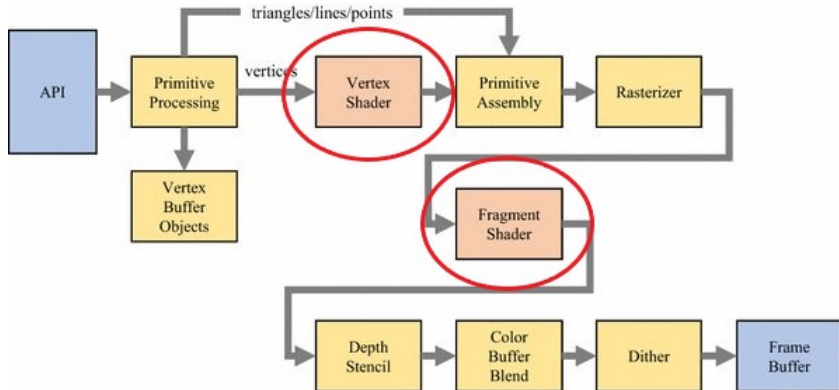 triangles/lines/points
API
Primitive
Processing
vertices
Vertex
Shader
Primitive
Assembly
Rasterizer
Vertex
Buffer
Objects
Fragment
Shader
Depth
Stencil
Color
Buffer
Blend
Dither
Frame
Buffer